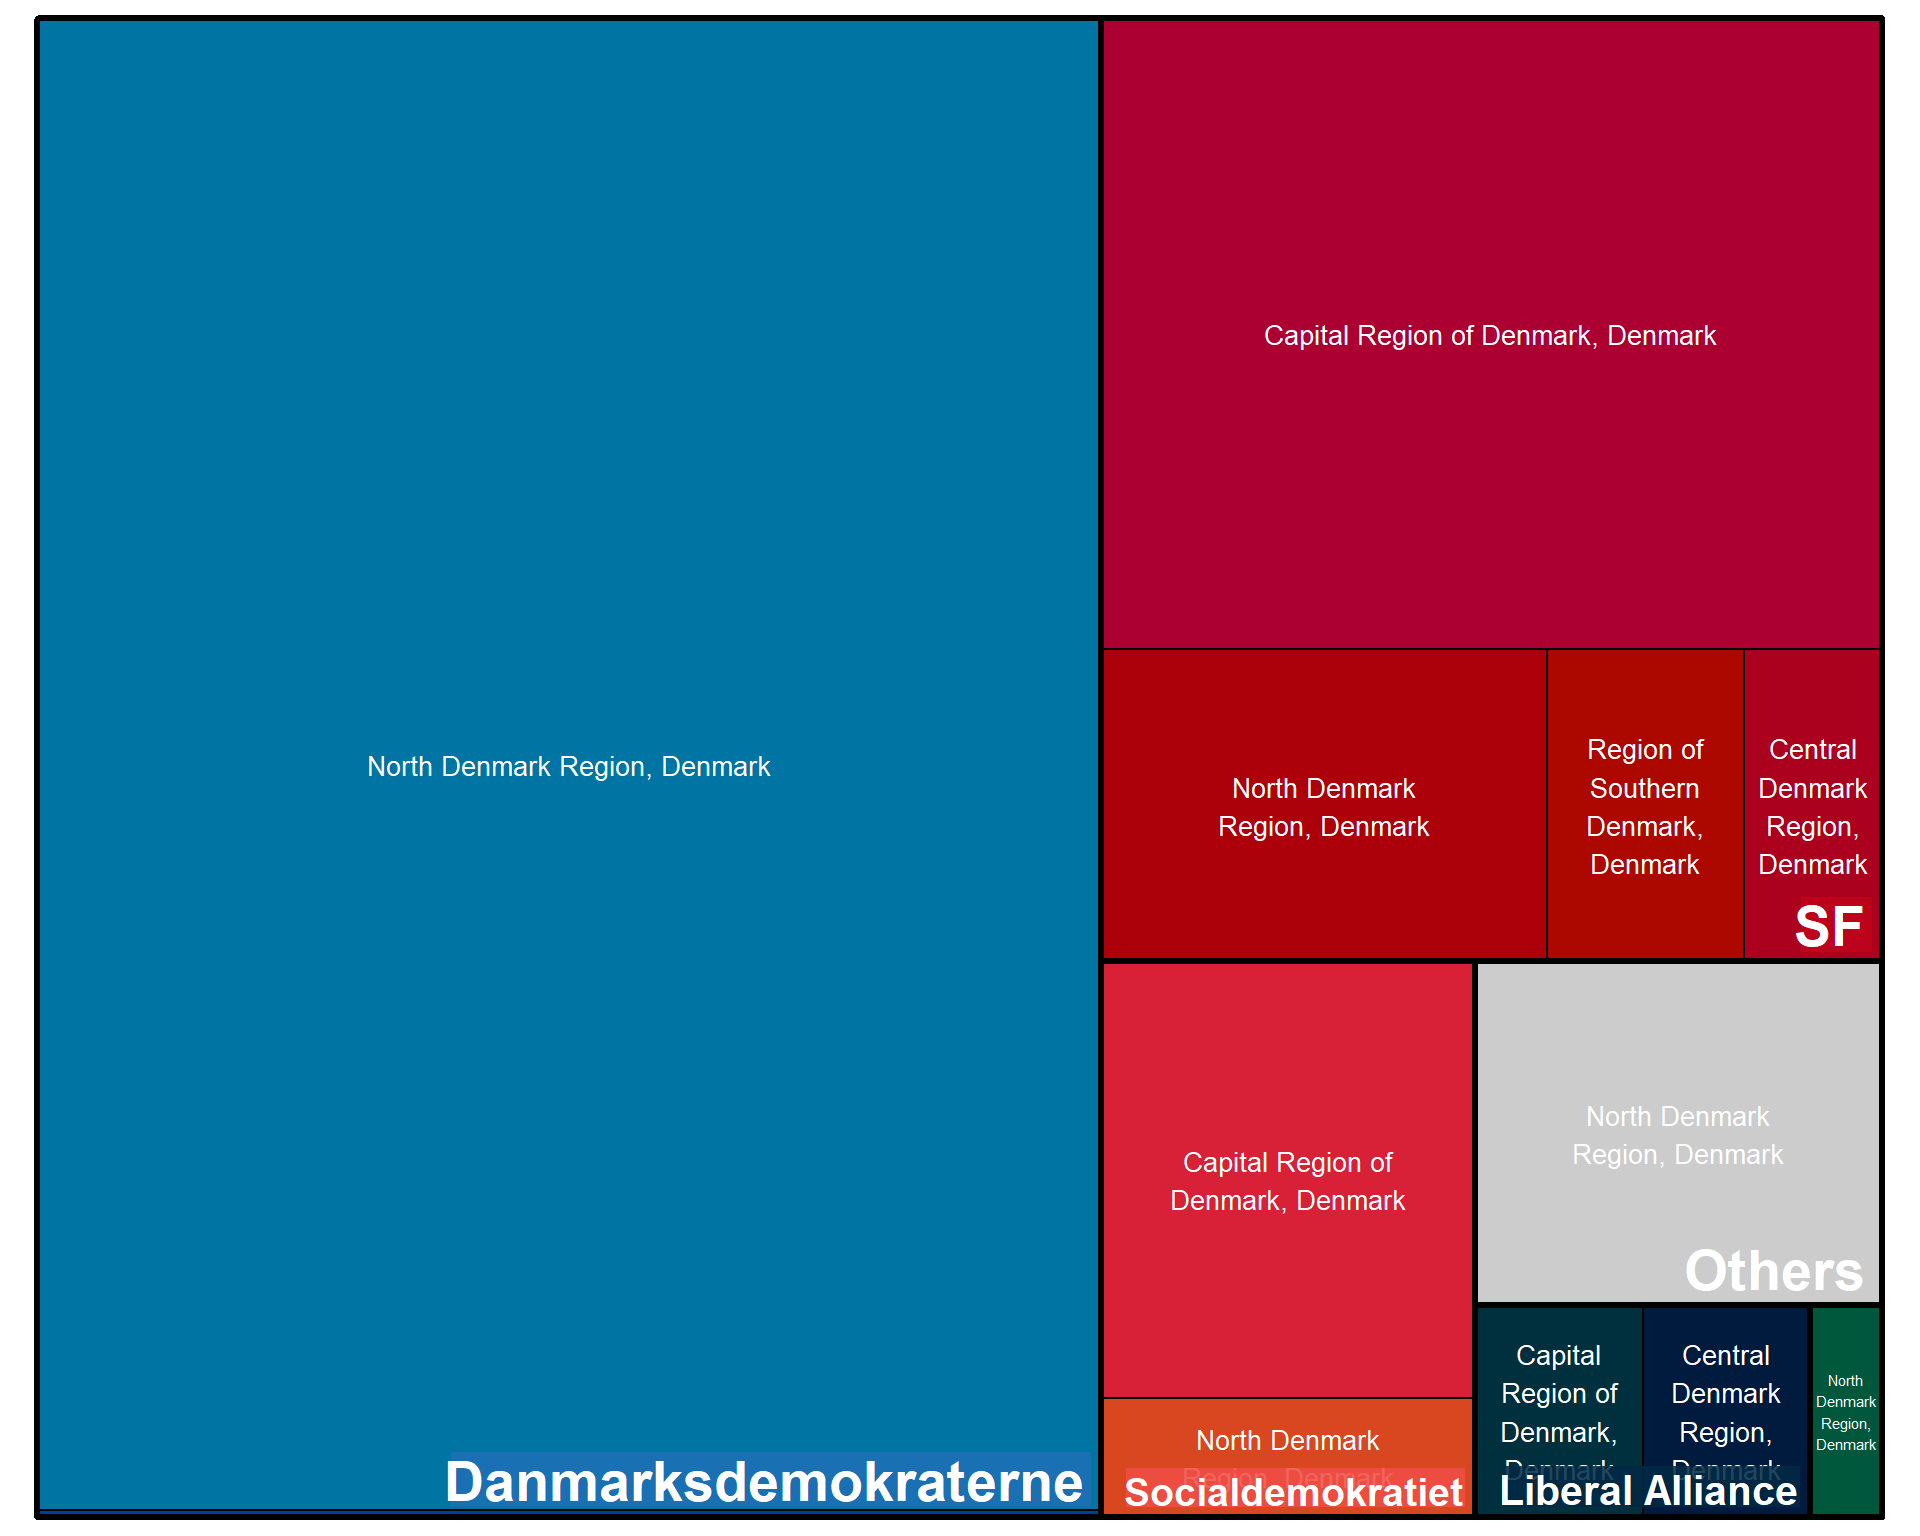 North Denmark Region, Denmark
Danmarksdemokraterne
Capital Region of Denmark, Denmark
North Denmark
Region, Denmark
Region of
Southern
Denmark,
Denmark
Central
Denmark
Region,
Denmark
SF
Capital Region of
Denmark, Denmark
North Denmark
Region, Denmark
Socialdemokratiet
North Denmark
Region, Denmark
Others
Capital
Region of
Denmark,
Denmark
Central
Denmark
Region,
Denmark
Liberal Alliance
North
Denmark
Region,
Denmark